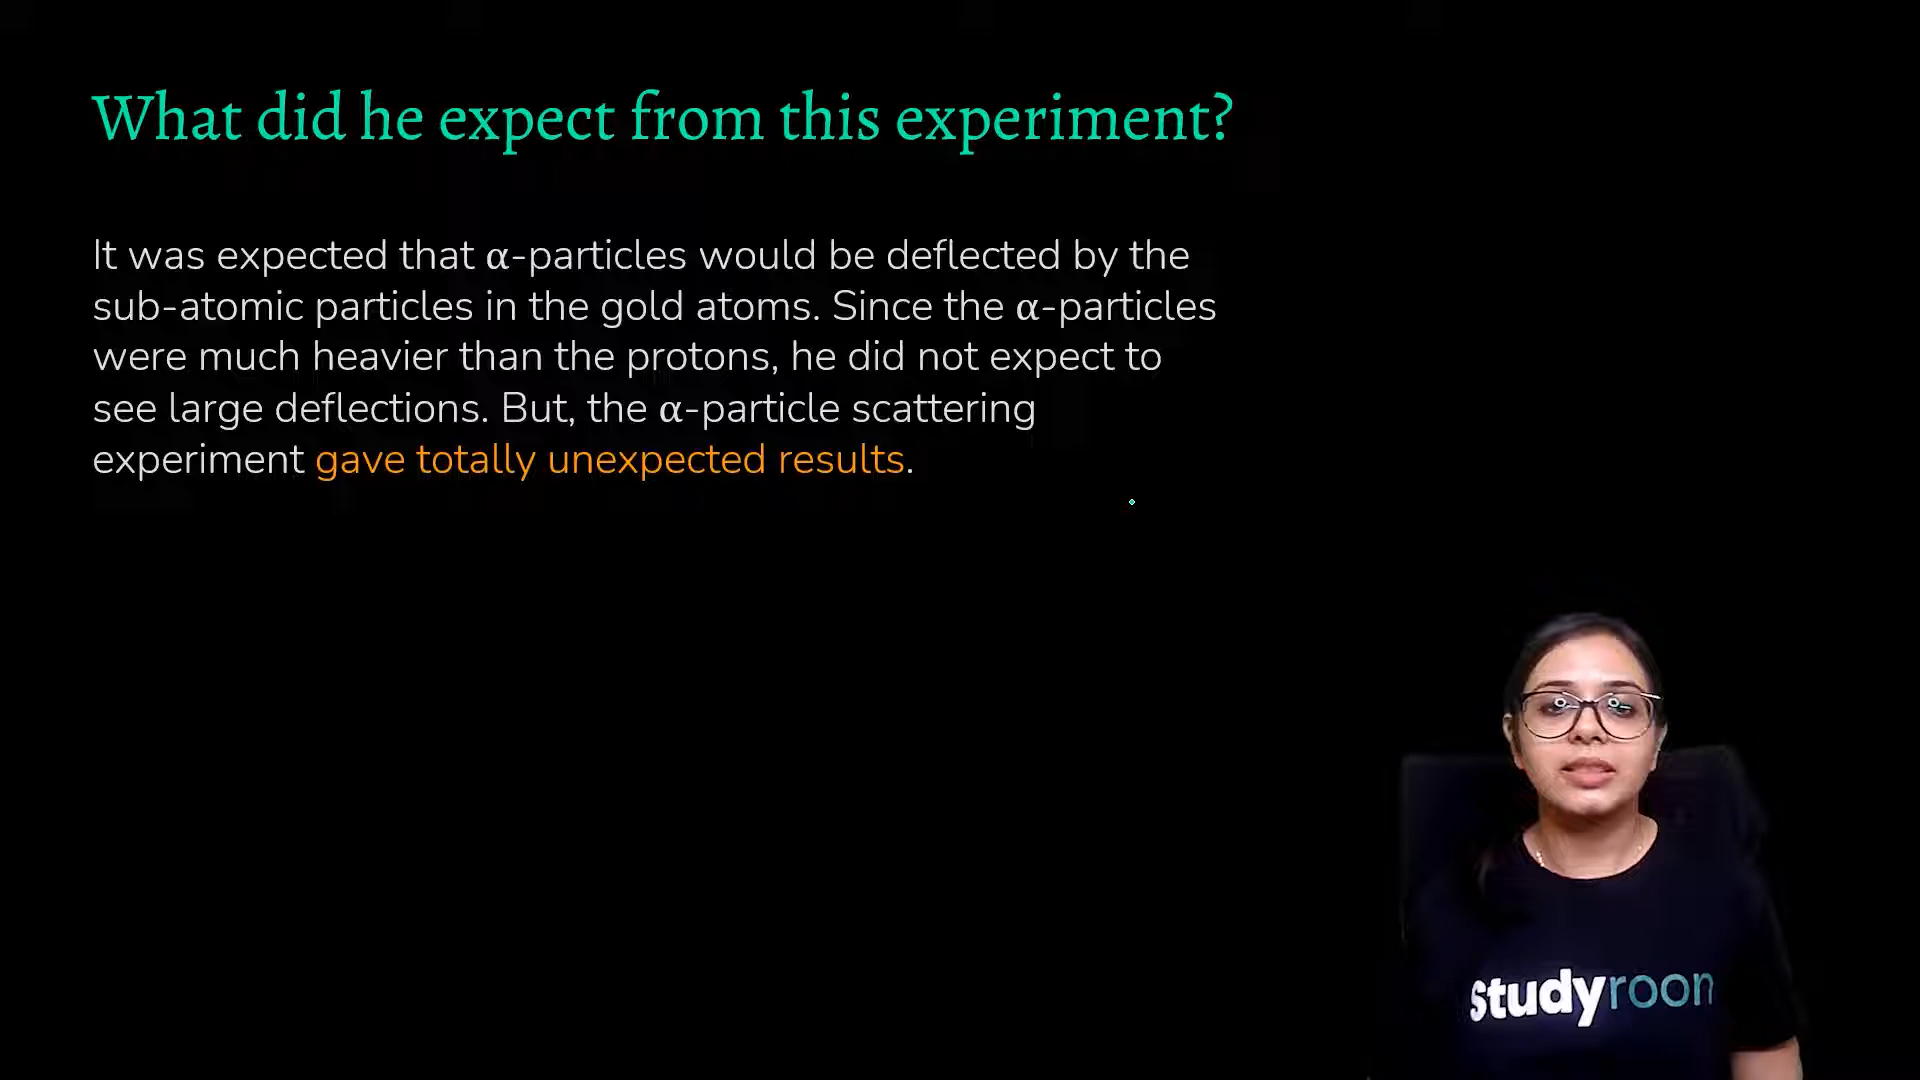 What did he expect from this experiment?
It was expected that α-particles would be deflected by the
sub-atomic particles in the gold atoms. Since the α-particles
were much heavier than the protons, he did not expect to
see large deflections. But, the α-particle scattering
experiment gave totally unexpected results.
studyroon